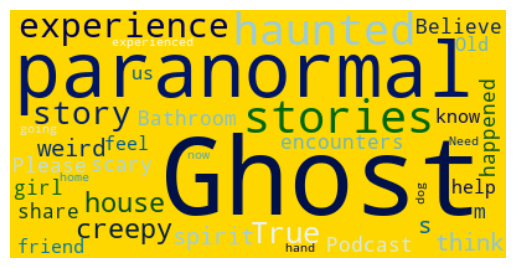 experience haunted Believe
experienced Old
paranormal
us
story Bathroom stories know happened
going
weird feel encounters Need
Please scary now
home
girl house Ghost dog help
share m
creepy spirit True s
friend hand Podcast think